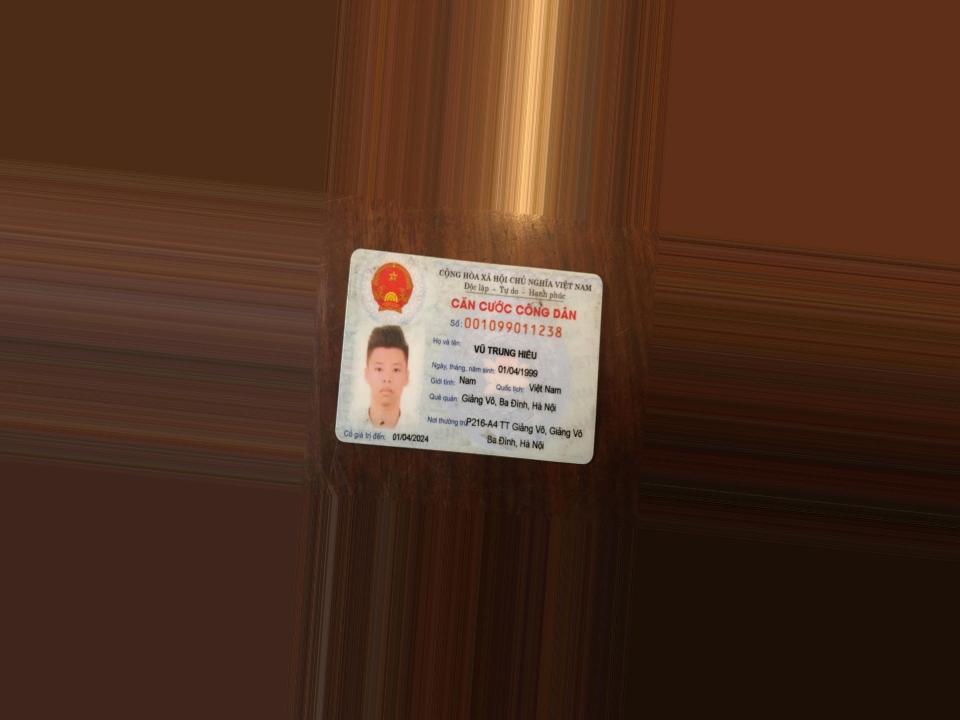 CỘNG HÒA XÃ HỘI CHỦ NGHĨA VIỆT NAM
Độc lập - Tự do - Hạnh phúc
CĂN CƯỚC CÔNG DÂN
Số: 001099011238
Họ và tên: VŨ TRUNG HIẾU
Ngày, tháng, năm sinh: 01/04/1999
Giới tính: Nam Quốc tịch: Việt Nam
Quê quán: Giảng Võ, Ba Đình, Hà Nội
Nơi thường trú: P216-A4 TT Giảng Võ, Giảng Võ
Ba Đình, Hà Nội
Có giá trị đến: 01/04/2024